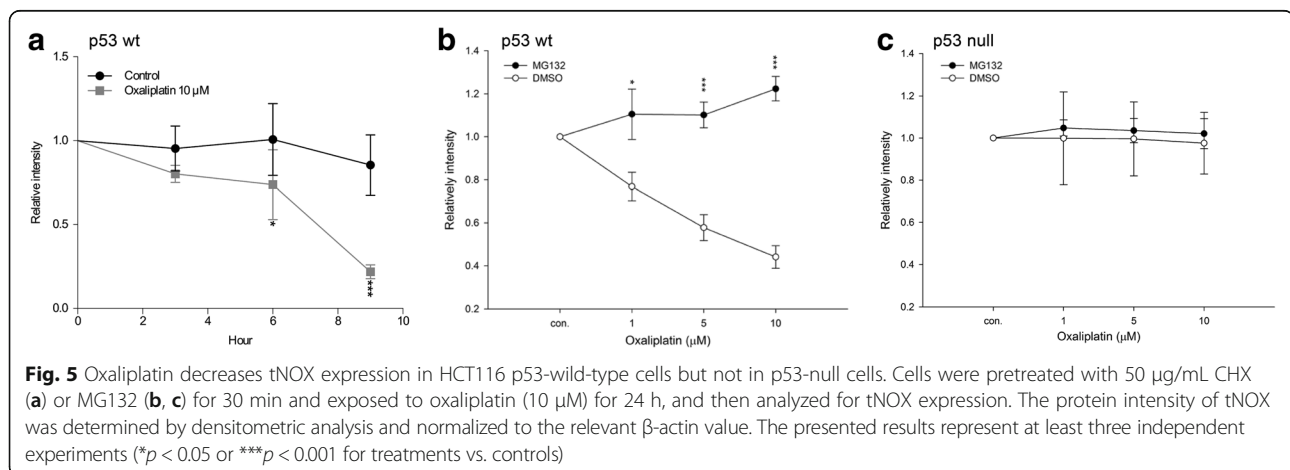 a p53 wt
1.5
1.0
0.5
0.0
Relative intensity
Control
Oxaliplatin 10 µM
*
***
0 2 4 6 8 10
Hour
b p53 wt
MG132
DMSO
1.4
1.2
1.0
0.8
0.6
0.4
0.2
Relatively intensity
*
***
***
con. 1 5 10
Oxaliplatin (µM)
c p53 null
MG132
DMSO
1.4
1.2
1.0
0.8
0.6
0.4
0.2
Relatively intensity
con. 1 5 10
Oxaliplatin (µM)
Fig. 5 Oxaliplatin decreases tNOX expression in HCT116 p53-wild-type cells but not in p53-null cells. Cells were pretreated with 50 µg/mL CHX
(a) or MG132 (b, c) for 30 min and exposed to oxaliplatin (10 µM) for 24 h, and then analyzed for tNOX expression. The protein intensity of tNOX
was determined by densitometric analysis and normalized to the relevant β-actin value. The presented results represent at least three independent
experiments (*p < 0.05 or ***p < 0.001 for treatments vs. controls)